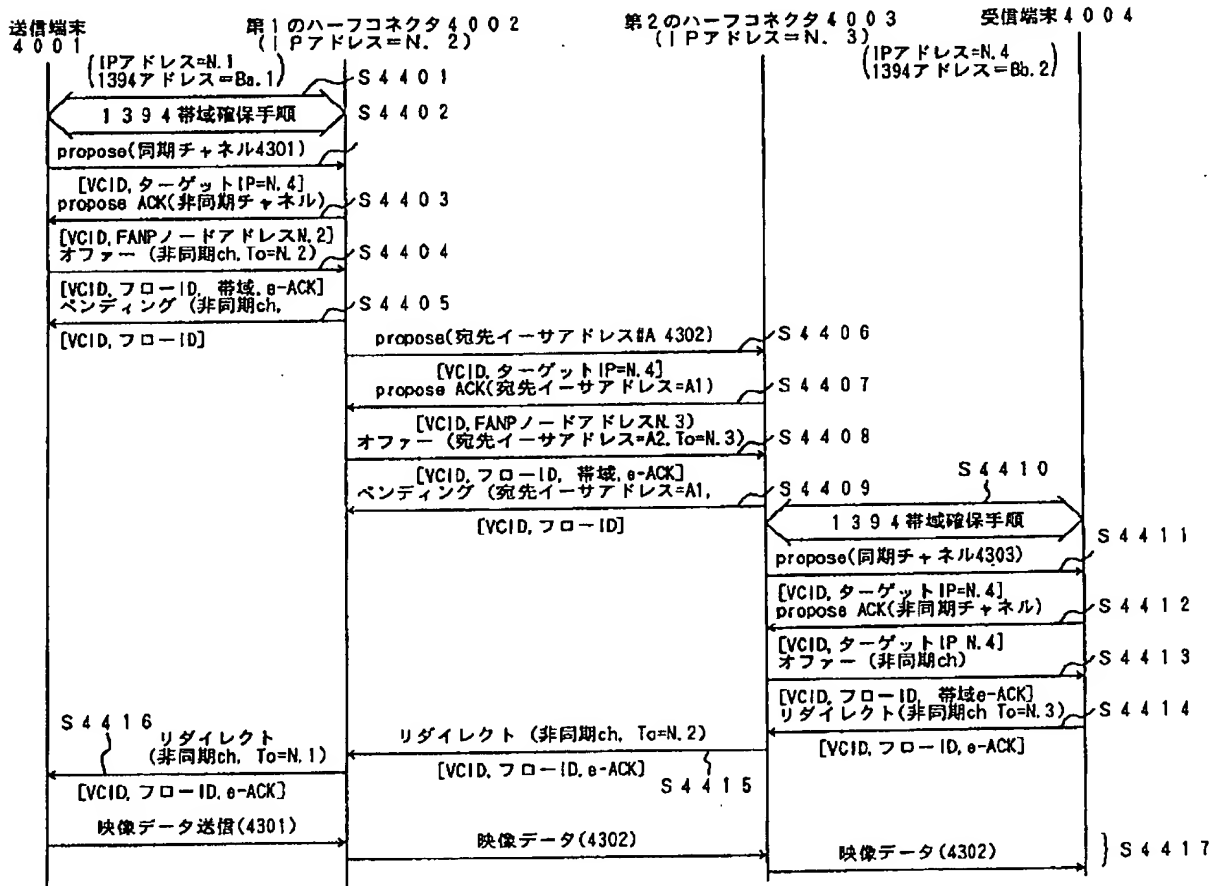 送信端末
4001
第1のハーフコネクタ4002
(IPアドレス=N. 2)
第2のハーフコネクタ4003
(IPアドレス=N. 3)
受信端末4004
(IPアドレス=N.1
1394アドレス=Ba.1)
(IPアドレス=N.4
1394アドレス=Bb.2)
S4401
1394帯域確保手順
S4402
propose(同期チャネル4301)
[VCID, ターゲットIP=N.4]
propose ACK(非同期チャネル)
S4403
[VCID, FANPノードアドレスN.2]
オファー (非同期ch, To=N.2)
S4404
[VCID, フローID, 帯域, e-ACK]
ペンディング (非同期ch,
S4405
[VCID, フローID]
propose(宛先イーサアドレス#A 4302)
S4406
[VCID, ターゲットIP=N.4]
propose ACK(宛先イーサアドレス=A1)
S4407
[VCID, FANPノードアドレスN.3)
オファー (宛先イーサアドレス=A2, To=N.3)
S4408
[VCID, フローID, 帯域, e-ACK]
ペンディング (宛先イーサアドレス=A1,
S4409
[VCID, フローID]
S4410
1394帯域確保手順
S4411
propose(同期チャネル4303)
[VCID, ターゲットIP=N.4]
propose ACK(非同期チャネル)
S4412
[VCID, ターゲットIP N.4]
オファー (非同期ch)
S4413
[VCID, フローID, 帯域e-ACK]
リダイレクト(非同期ch To=N.3)
S4414
[VCID, フローID, e-ACK]
リダイレクト (非同期ch, To=N.2)
[VCID, フローID, e-ACK]
S4415
S4416
リダイレクト
(非同期ch, To=N.1)
[VCID, フローID, e-ACK]
映像データ送信(4301)
映像データ(4302)
映像データ(4302)
} S4417